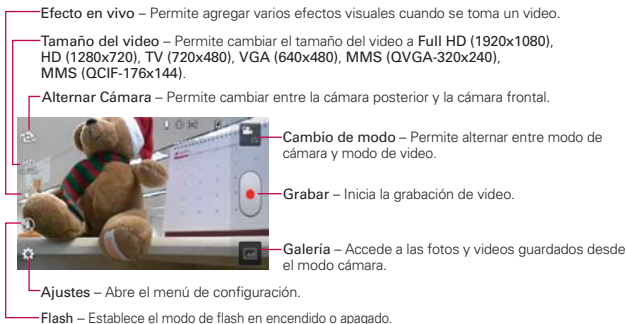 Efecto en vivo – Permite agregar varios efectos visuales cuando se toma un video.
Tamaño del video – Permite cambiar el tamaño del video a Full HD (1920x1080),
HD (1280x720), TV (720x480), VGA (640x480), MMS (QVGA-320x240),
MMS (QCIF-176x144).
Alternar Cámara – Permite cambiar entre la cámara posterior y la cámara frontal.
Cambio de modo – Permite alternar entre modo de
cámara y modo de video.
Grabar – Inicia la grabación de video.
Galería – Accede a las fotos y videos guardados desde
el modo cámara.
Ajustes – Abre el menú de configuración.
Flash – Establece el modo de flash en encendido o apagado.